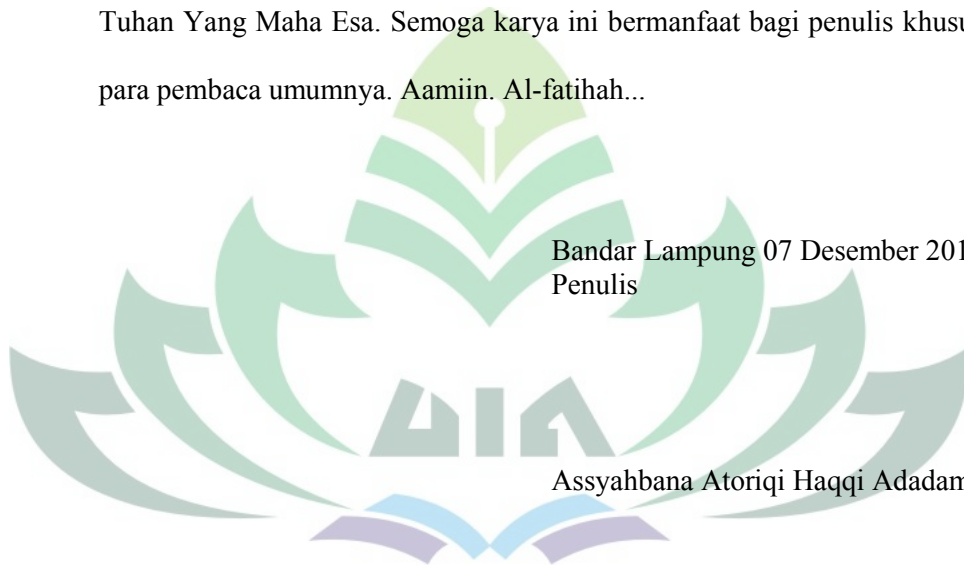 Tuhan Yang Maha Esa. Semoga karya ini bermanfaat bagi penulis khusu
para pembaca umumnya. Aamiin. Al-fatihah...
Bandar Lampung 07 Desember 201
Penulis
UIN
Assyahbana Atoriqi Haqqi Adadam